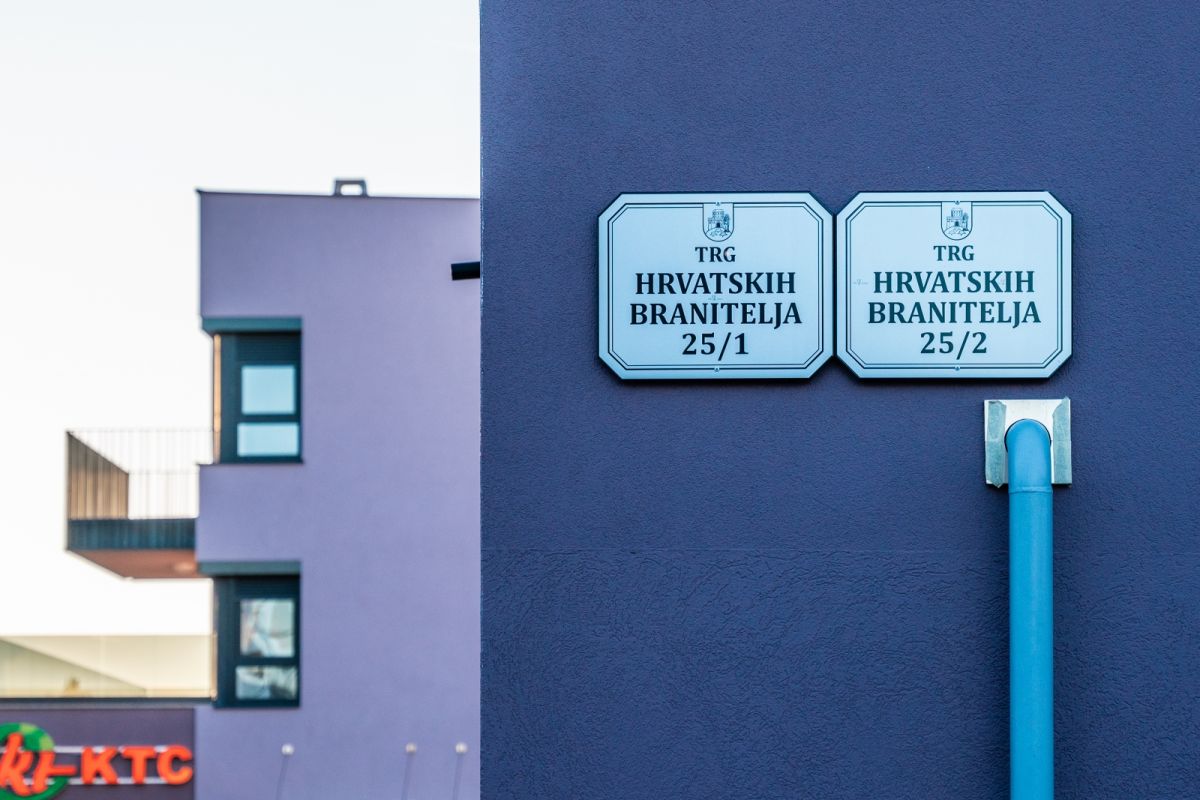 TRG
HRVATSKIH
BRANITELJA
25/1
TRG
HRVATSKIH
BRANITELJA
25/2
KTC